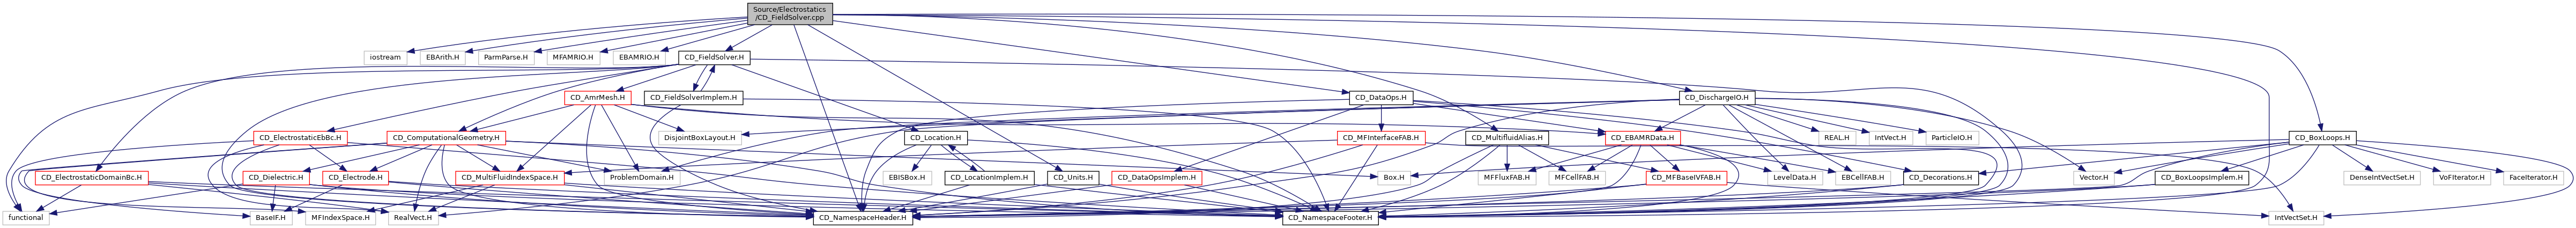 Source/Electrostatics
/CD_FieldSolver.cpp
iostream
EBArith.H
ParmParse.H
MFAMRIO.H
EBAMRIO.H
CD_FieldSolver.H
CD_AmrMesh.H
CD_FieldSolverImplem.H
CD_DataOps.H
CD_DischargeIO.H
CD_ElectrostaticEbBc.H
CD_ComputationalGeometry.H
DisjointBoxLayout.H
CD_Location.H
CD_MFInterfaceFAB.H
CD_MultifluidAlias.H
CD_EBAMRData.H
REAL.H
IntVect.H
ParticleIO.H
CD_BoxLoops.H
CD_ElectrostaticDomainBc.H
CD_Dielectric.H
CD_Electrode.H
CD_MultiFluidIndexSpace.H
ProblemDomain.H
EBISBox.H
CD_LocationImplem.H
CD_Units.H
CD_DataOpsImplem.H
Box.H
MFFluxFAB.H
MFCellFAB.H
CD_MFBaseIVFAB.H
LevelData.H
EBCellFAB.H
CD_Decorations.H
Vector.H
CD_BoxLoopsImplem.H
DenseIntVectSet.H
VoFIterator.H
FaceIterator.H
functional
BaseIF.H
MFIndexSpace.H
RealVect.H
CD_NamespaceHeader.H
CD_NamespaceFooter.H
IntVectSet.H